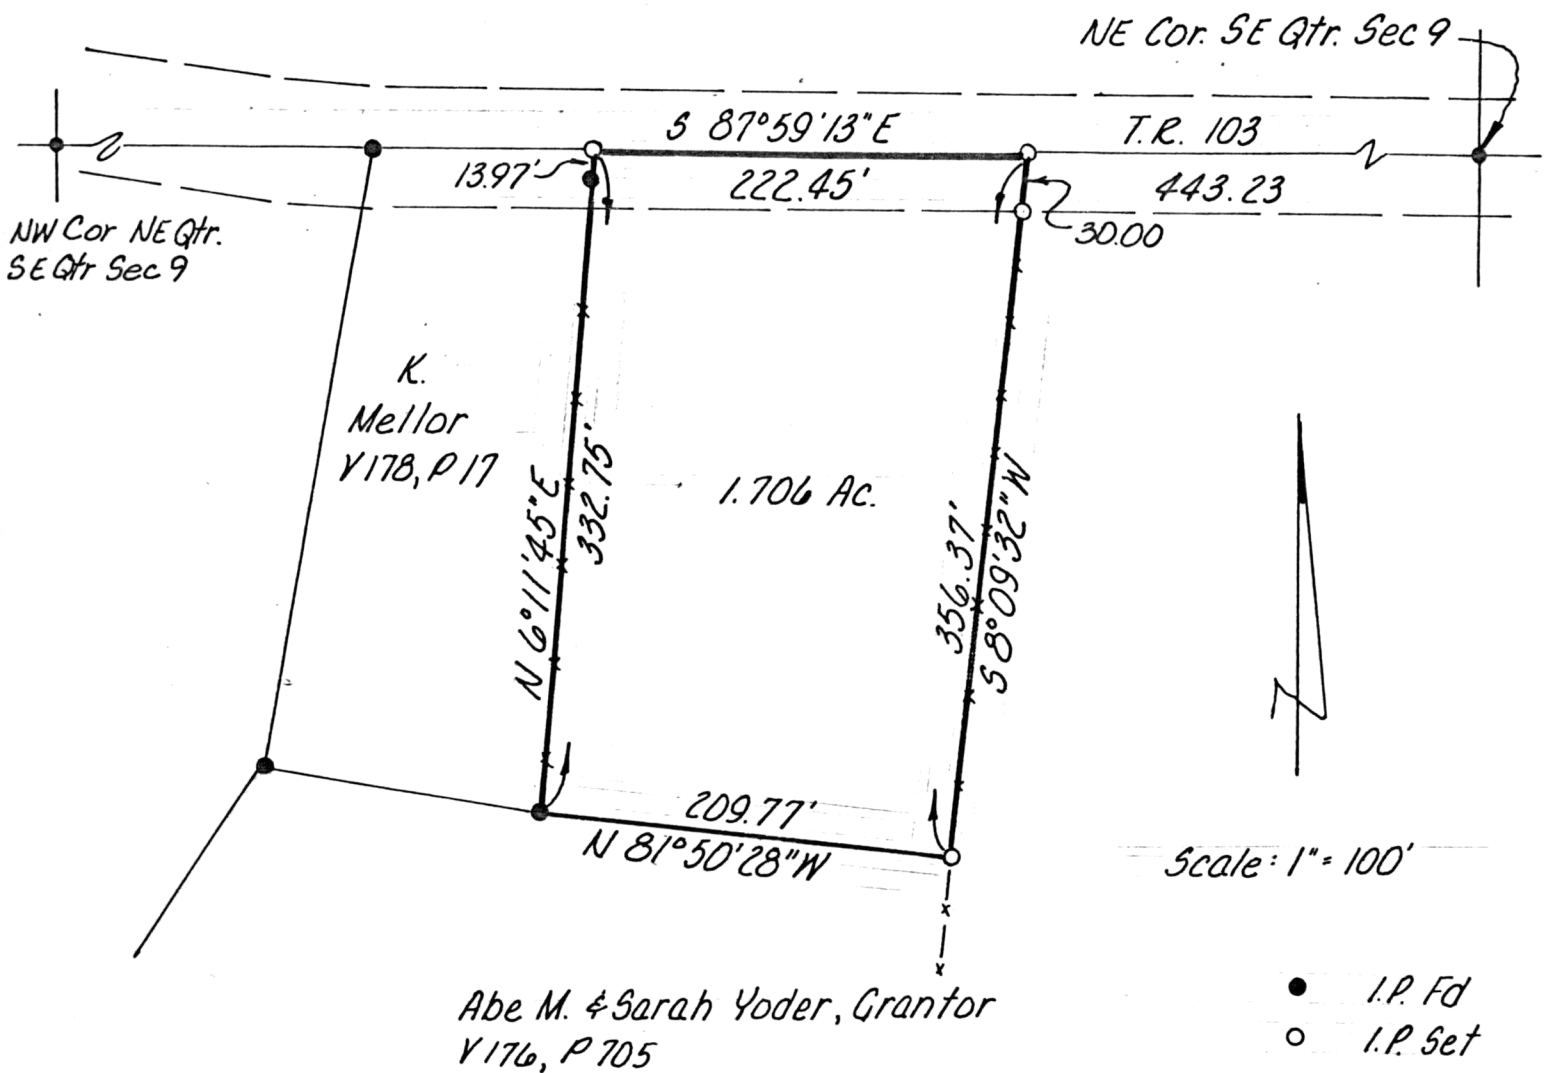 NE Cor. SE Qtr. Sec 9
S 87°59'13"E
T.R. 103
13.97'
222.45'
443.23
30.00
NW Cor NE Qtr.
SE Qtr Sec 9
K.
Mellor
V178, P 17
N 6°11'45"E
332.75'
1.706 Ac.
356.37'
S 8°09'32"W
209.77'
N 81°50'28"W
Scale: 1" = 100'
Abe M. & Sarah Yoder, Grantor
V176, P 705
I.P. Fd
I.P. Set